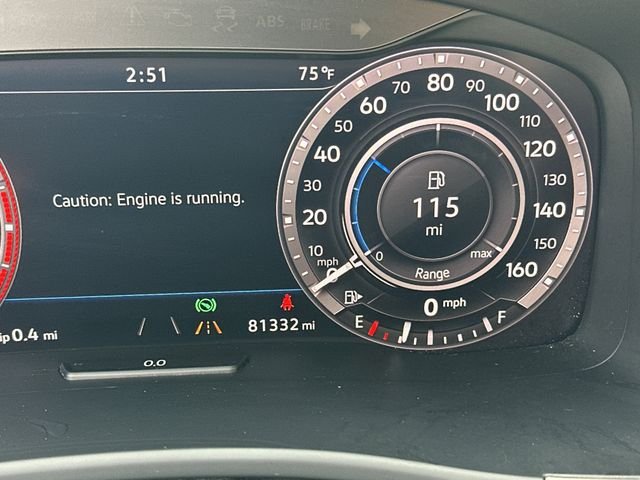 ABS BRAKE
2:51 75°F
Caution: Engine is running.
10 20 30 40 50 60 70 80 90 100 110 120 130 140 150 160
mph
0
115
mi
0 max
Range
0 mph
E F
ip 0.4 mi
81332 mi
0.0